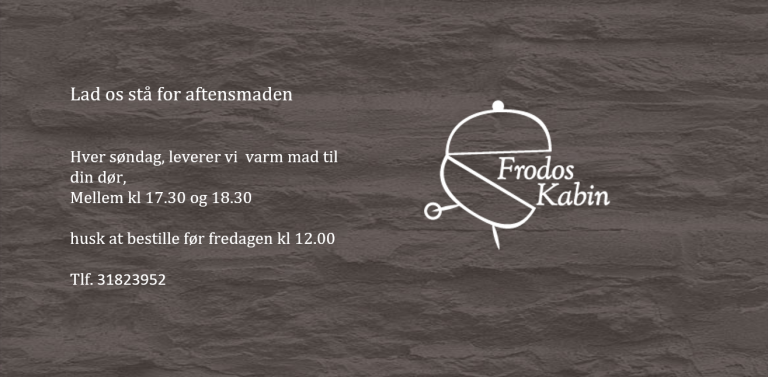 Lad os stå for aftensmaden
Hver søndag, leverer vi  varm mad til
din dør,
Mellem kl 17.30 og 18.30
husk at bestille før fredagen kl 12.00
Tlf. 31823952
Frodos
Kabin